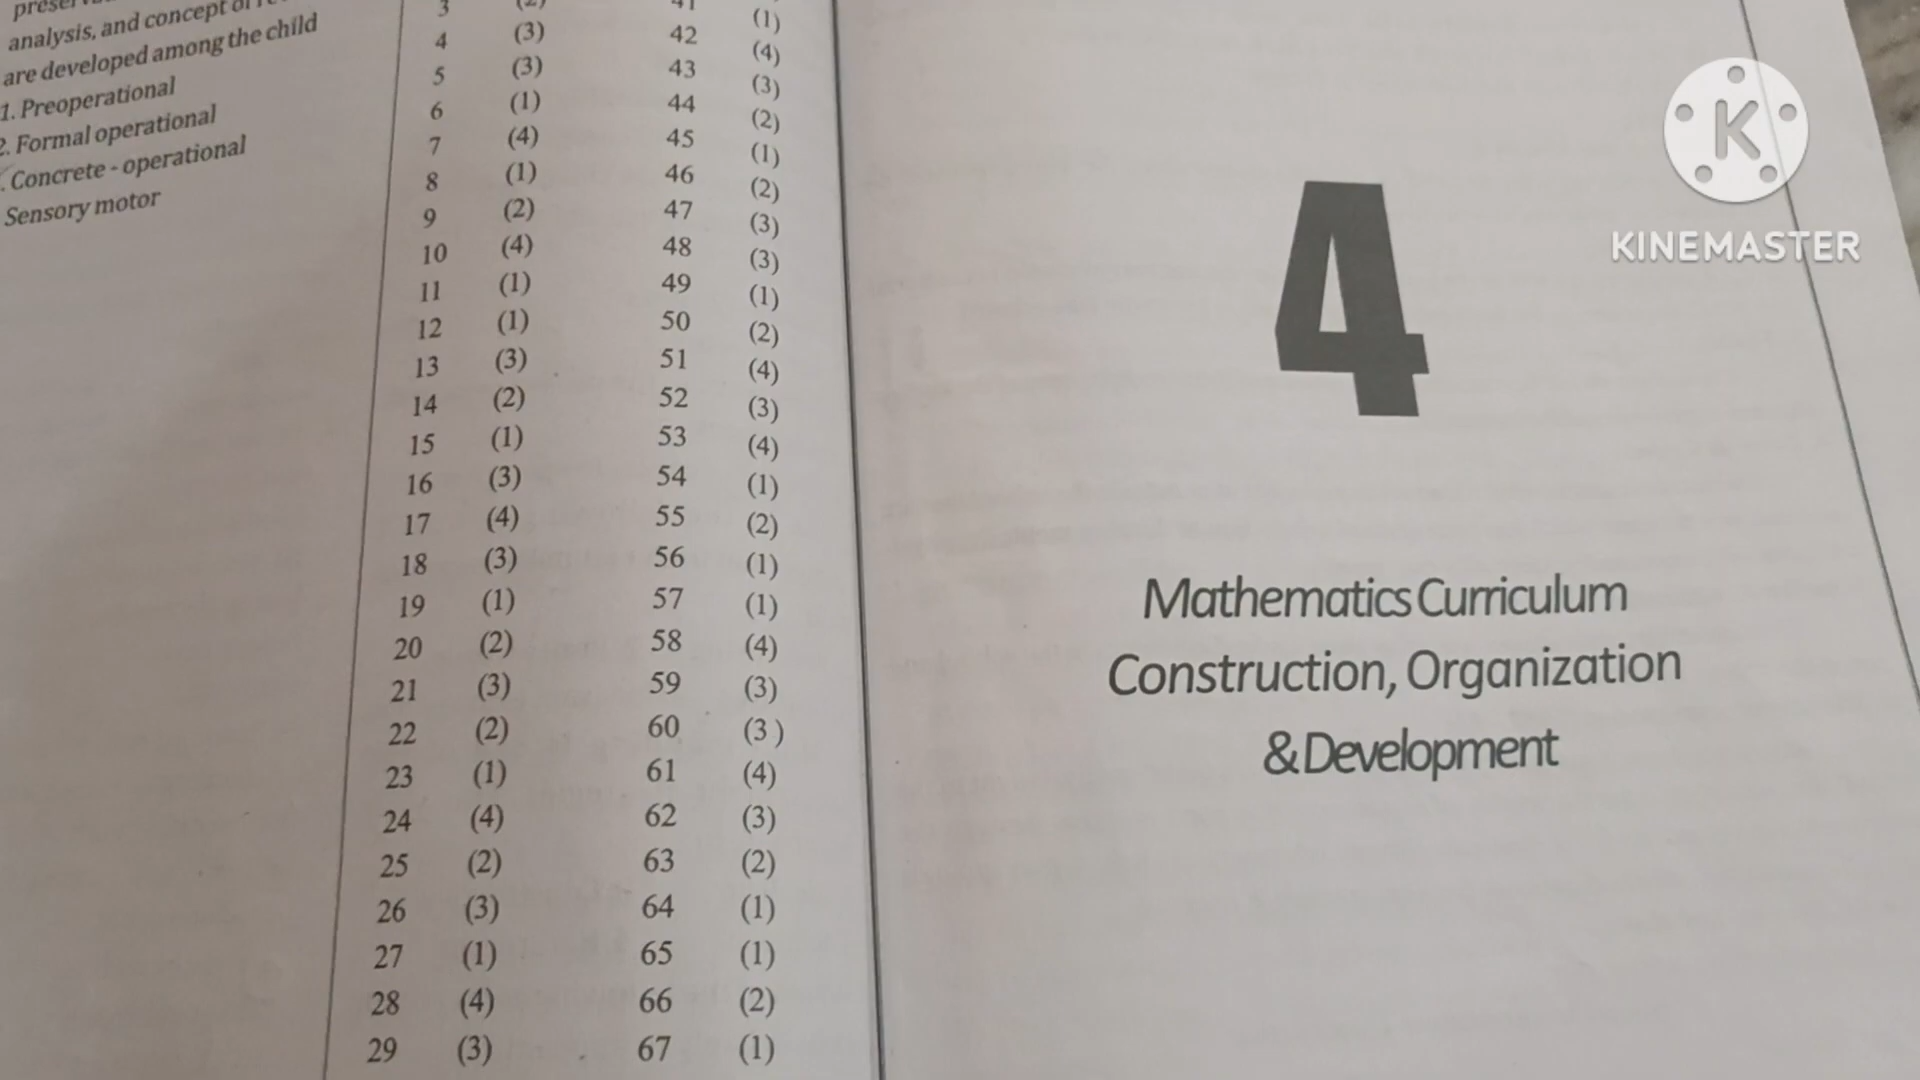 analysis, and concept of
are developed among the child
1. Preoperational
2. Formal operational
. Concrete - operational
Sensory motor
3 (2) 41 (1)
4 (3) 42 (4)
5 (3) 43 (3)
6 (1) 44 (2)
7 (4) 45 (1)
8 (1) 46 (2)
9 (2) 47 (3)
10 (4) 48 (3)
11 (1) 49 (1)
12 (1) 50 (2)
13 (3) 51 (4)
14 (2) 52 (3)
15 (1) 53 (4)
16 (3) 54 (1)
17 (4) 55 (2)
18 (3) 56 (1)
19 (1) 57 (1)
20 (2) 58 (4)
21 (3) 59 (3)
22 (2) 60 (3 )
23 (1) 61 (4)
24 (4) 62 (3)
25 (2) 63 (2)
26 (3) 64 (1)
27 (1) 65 (1)
28 (4) 66 (2)
29 (3) 67 (1)
4
Mathematics Curriculum
Construction, Organization
& Development
K
KINEMASTER